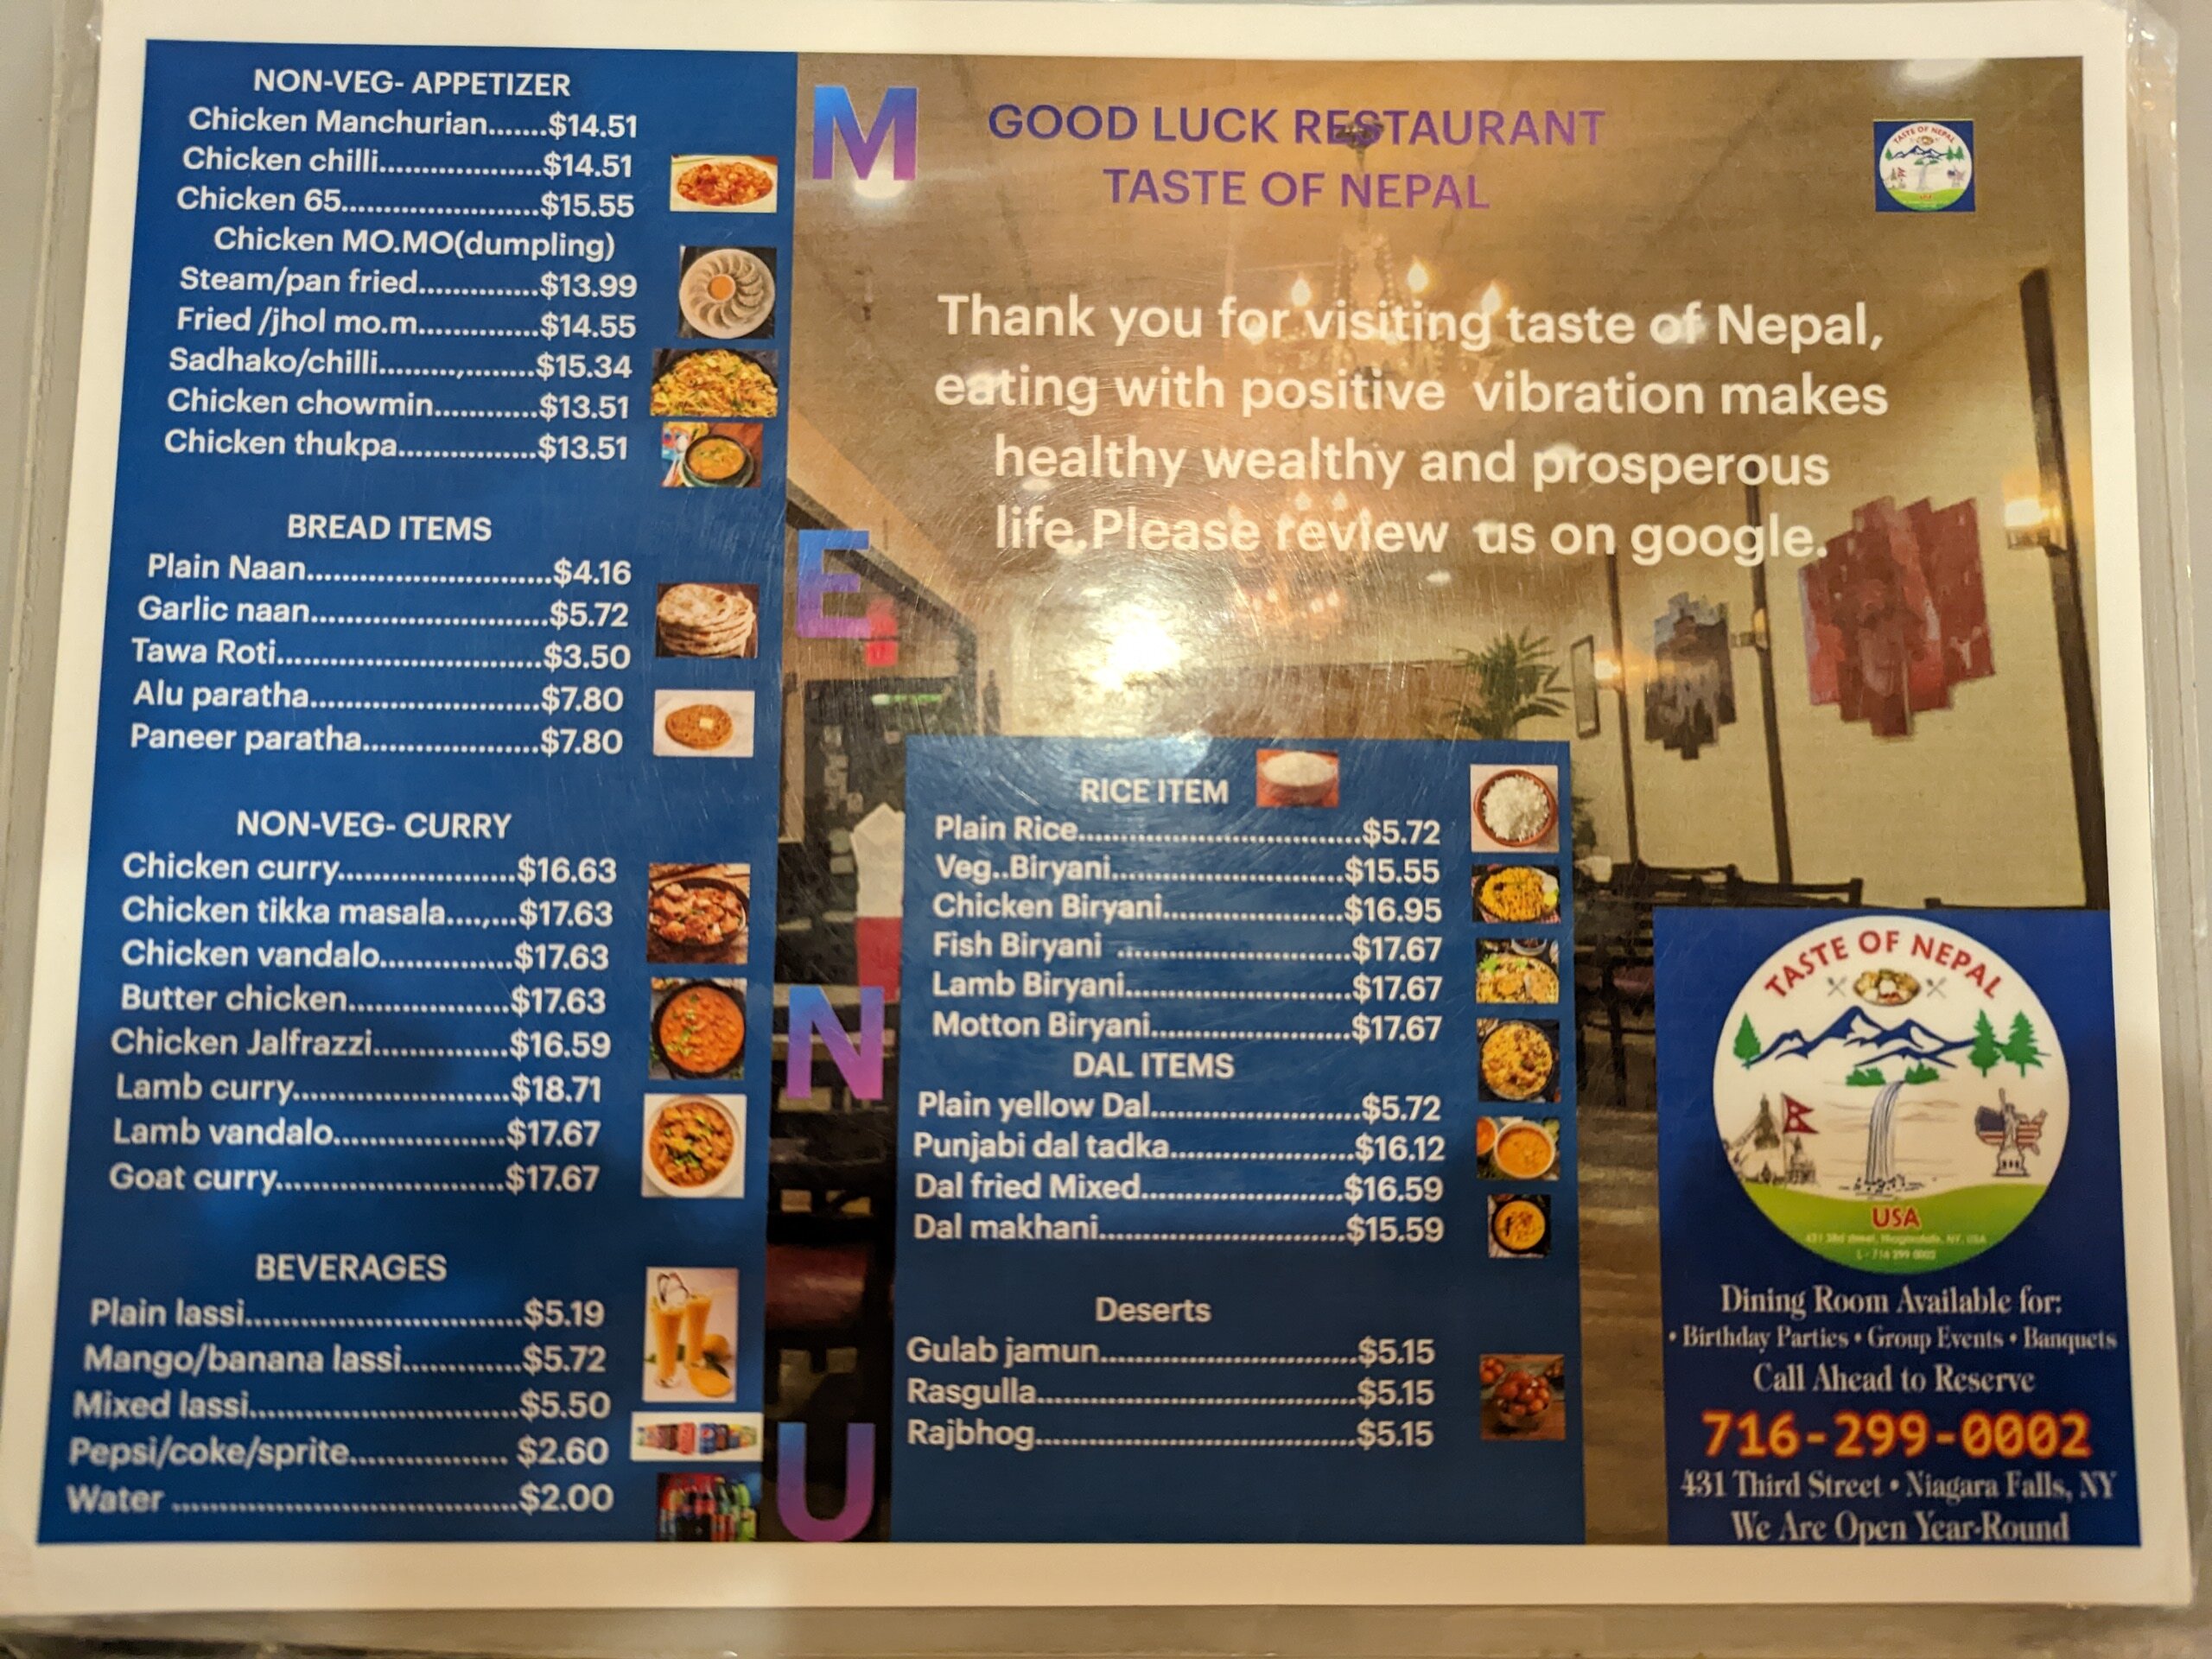 NON-VEG- APPETIZER
Chicken Manchurian.......$14.51
Chicken chilli....................$14.51
Chicken 65........................$15.55
Chicken MO.MO(dumpling)
Steam/pan fried..............$13.99
Fried /jhol mo.m..............$14.55
Sadhako/chilli.........,........$15.34
Chicken chowmin............$13.51
Chicken thukpa................$13.51
BREAD ITEMS
Plain Naan.............................$4.16
Garlic naan............................$5.72
Tawa Roti...............................$3.50
Alu paratha...........................$7.80
Paneer paratha.....................$7.80
NON-VEG- CURRY
Chicken curry.....................$16.63
Chicken tikka masala....,...$17.63
Chicken vandalo................$17.63
Butter chicken...................$17.63
Chicken Jalfrazzi................$16.59
Lamb curry.........................$18.71
Lamb vandalo....................$17.67
Goat curry...........................$17.67
BEVERAGES
Plain lassi................................$5.19
Mango/banana lassi.............$5.72
Mixed lassi...............................$5.50
Pepsi/coke/sprite.................. $2.60
Water .......................................$2.00
M
E
N
U
GOOD LUCK RESTAURANT
TASTE OF NEPAL
Thank you for visiting taste of Nepal,
eating with positive vibration makes
healthy wealthy and prosperous
life.Please review us on google.
TASTE OF NEPAL
RICE ITEM
Plain Rice.................................$5.72
Veg..Biryani...........................$15.55
Chicken Biryani.....................$16.95
Fish Biryani ...........................$17.67
Lamb Biryani..........................$17.67
Motton Biryani.......................$17.67
DAL ITEMS
Plain yellow Dal........................$5.72
Punjabi dal tadka.....................$16.12
Dal fried Mixed.......................$16.59
Dal makhani............................$15.59
Deserts
Gulab jamun..............................$5.15
Rasgulla.....................................$5.15
Rajbhog.....................................$5.15
TASTE OF NEPAL
USA
431 3rd street, Niagarafalls, NY, USA
L - 716 299 0002
Dining Room Available for:
• Birthday Parties • Group Events • Banquets
Call Ahead to Reserve
716-299-0002
431 Third Street • Niagara Falls, NY
We Are Open Year-Round